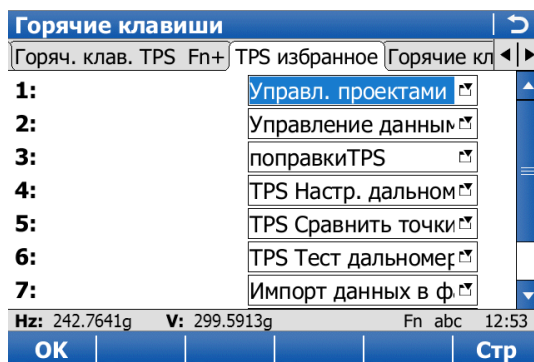 Горячие клавиши
Горяч. клав. TPS Fn+ TPS избранное Горячие кл
1: Управл. проектами
2: Управление данным
3: поправкиTPS
4: TPS Настр. дальном
5: TPS Сравнить точки
6: TPS Тест дальномер
7: Импорт данных в ф
Hz: 242.7641g V: 299.5913g Fn abc 12:53
OK Стр